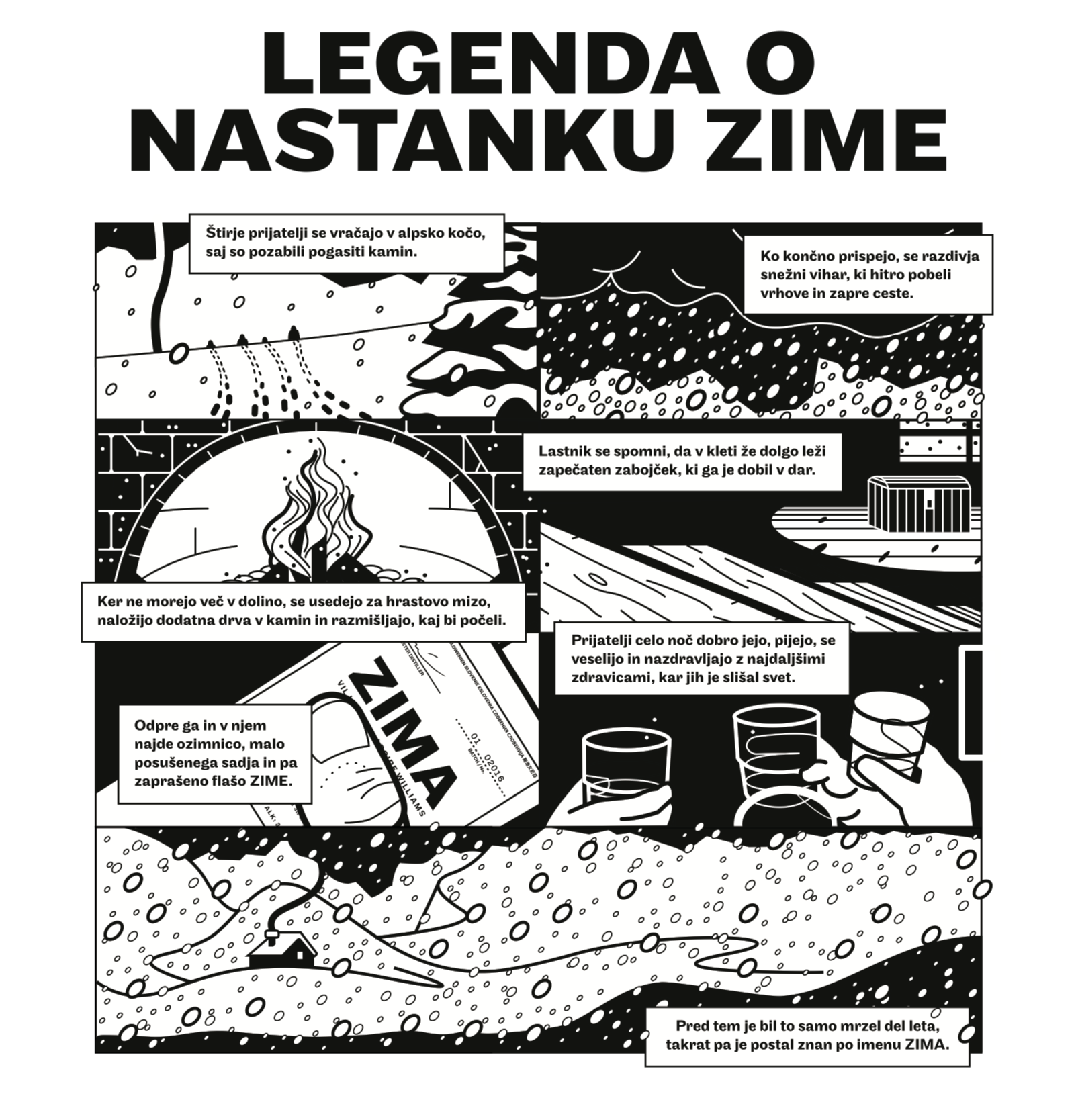 LEGENDA O
NASTANKU ZIME
Štirje prijatelji se vračajo v alpsko kočo,
saj so pozabili pogasiti kamin.
Ko končno prispejo, se razdivja
snežni vihar, ki hitro pobeli
vrhove in zapre ceste.
Ker ne morejo več v dolino, se usedejo za hrastovo mizo,
naložijo dodatna drva v kamin in razmišljajo, kaj bi počeli.
Lastnik se spomni, da v kleti že dolgo leži
zapečaten zabojček, ki ga je dobil v dar.
Odpre ga in v njem
najde ozimnico, malo
posušenega sadja in pa
zaprašeno flašo ZIME.
ZIMA
WILLIAMS
01
02016
Prijatelji celo noč dobro jejo, pijejo, se
veselijo in nazdravljajo z najdaljšimi
zdravicami, kar jih je slišal svet.
Pred tem je bil to samo mrzel del leta,
takrat pa je postal znan po imenu ZIMA.